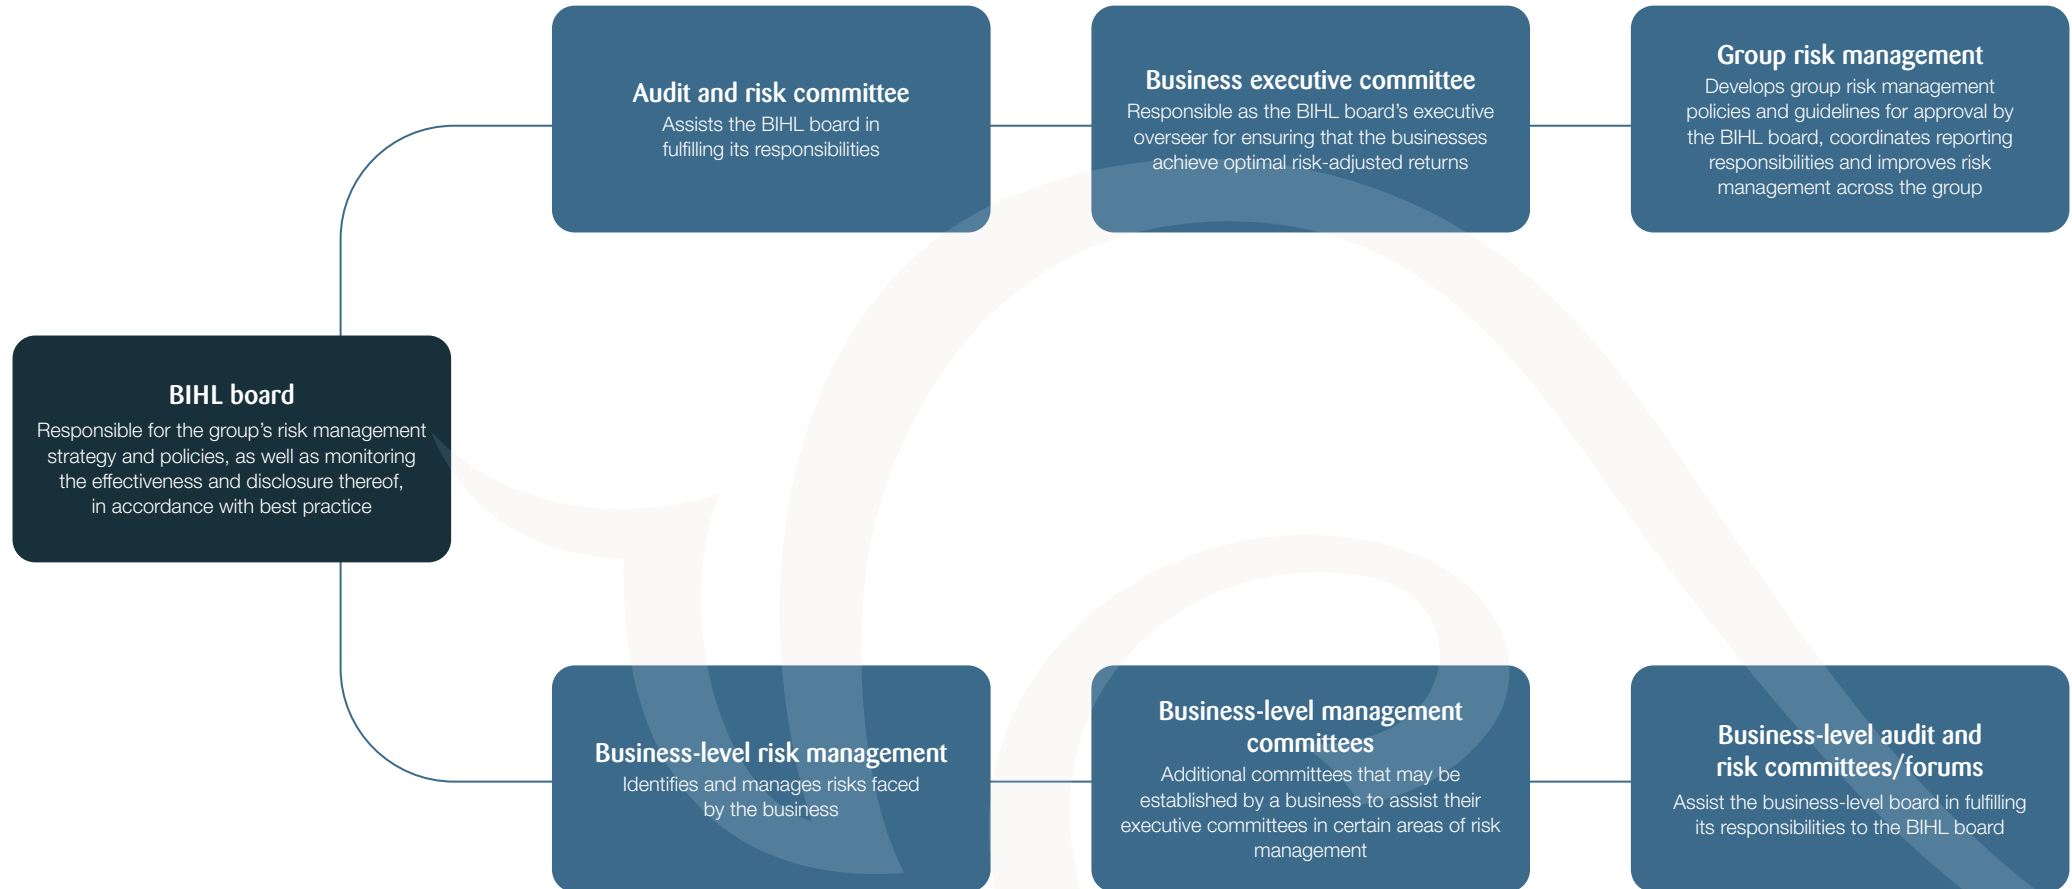 Audit and risk committee
Assists the BIHL board in
fulfilling its responsibilities
Business executive committee
Responsible as the BIHL board’s executive
overseer for ensuring that the businesses
achieve optimal risk-adjusted returns
Group risk management
Develops group risk management
policies and guidelines for approval by
the BIHL board, coordinates reporting
responsibilities and improves risk
management across the group
BIHL board
Responsible for the group’s risk management
strategy and policies, as well as monitoring
the effectiveness and disclosure thereof,
in accordance with best practice
Business-level risk management
Identifies and manages risks faced
by the business
Business-level management
committees
Additional committees that may be
established by a business to assist their
executive committees in certain areas of risk
management
Business-level audit and
risk committees/forums
Assist the business-level board in fulfilling
its responsibilities to the BIHL board